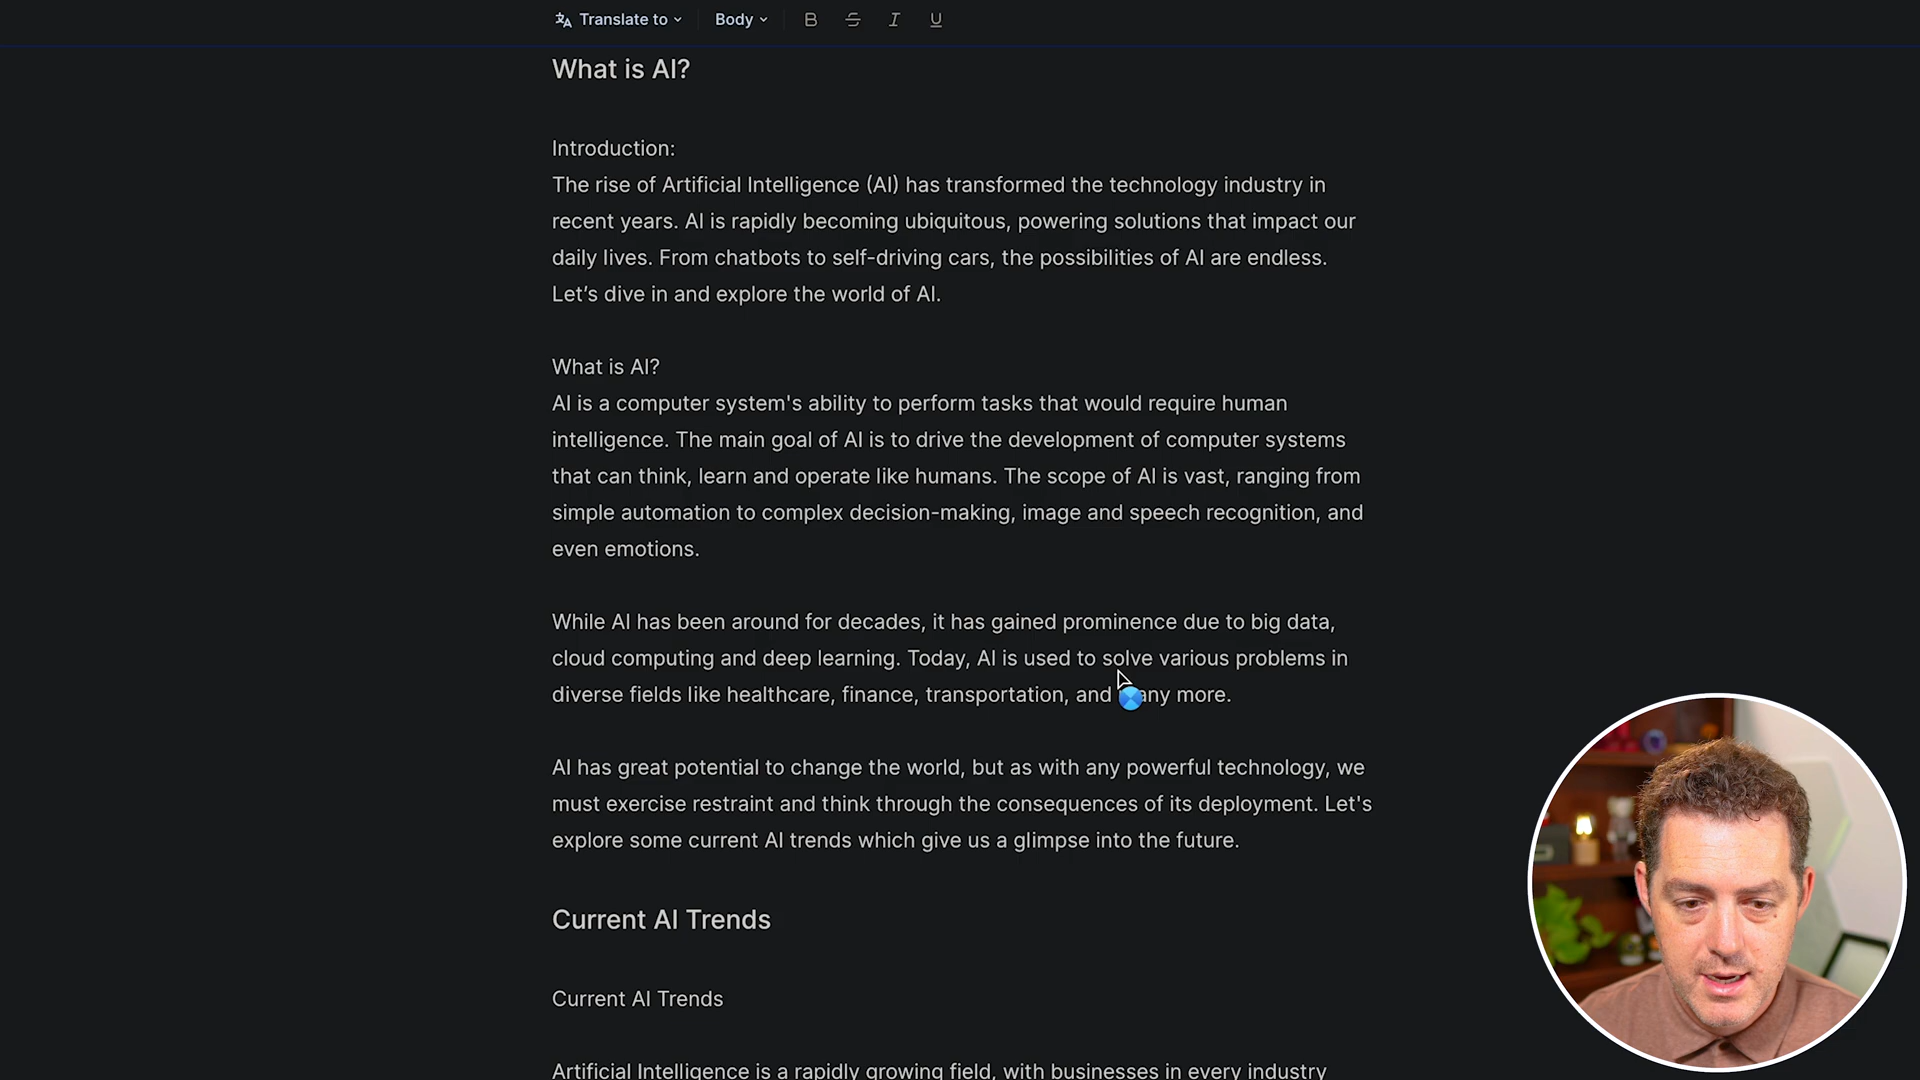 Translate to Body B S I U
What is AI?
Introduction:
The rise of Artificial Intelligence (AI) has transformed the technology industry in
recent years. AI is rapidly becoming ubiquitous, powering solutions that impact our
daily lives. From chatbots to self-driving cars, the possibilities of AI are endless.
Let’s dive in and explore the world of AI.
What is AI?
AI is a computer system's ability to perform tasks that would require human
intelligence. The main goal of AI is to drive the development of computer systems
that can think, learn and operate like humans. The scope of AI is vast, ranging from
simple automation to complex decision-making, image and speech recognition, and
even emotions.
While AI has been around for decades, it has gained prominence due to big data,
cloud computing and deep learning. Today, AI is used to solve various problems in
diverse fields like healthcare, finance, transportation, and many more.
AI has great potential to change the world, but as with any powerful technology, we
must exercise restraint and think through the consequences of its deployment. Let's
explore some current AI trends which give us a glimpse into the future.
Current AI Trends
Current AI Trends
Artificial Intelligence is a rapidly growing field, with businesses in every industry